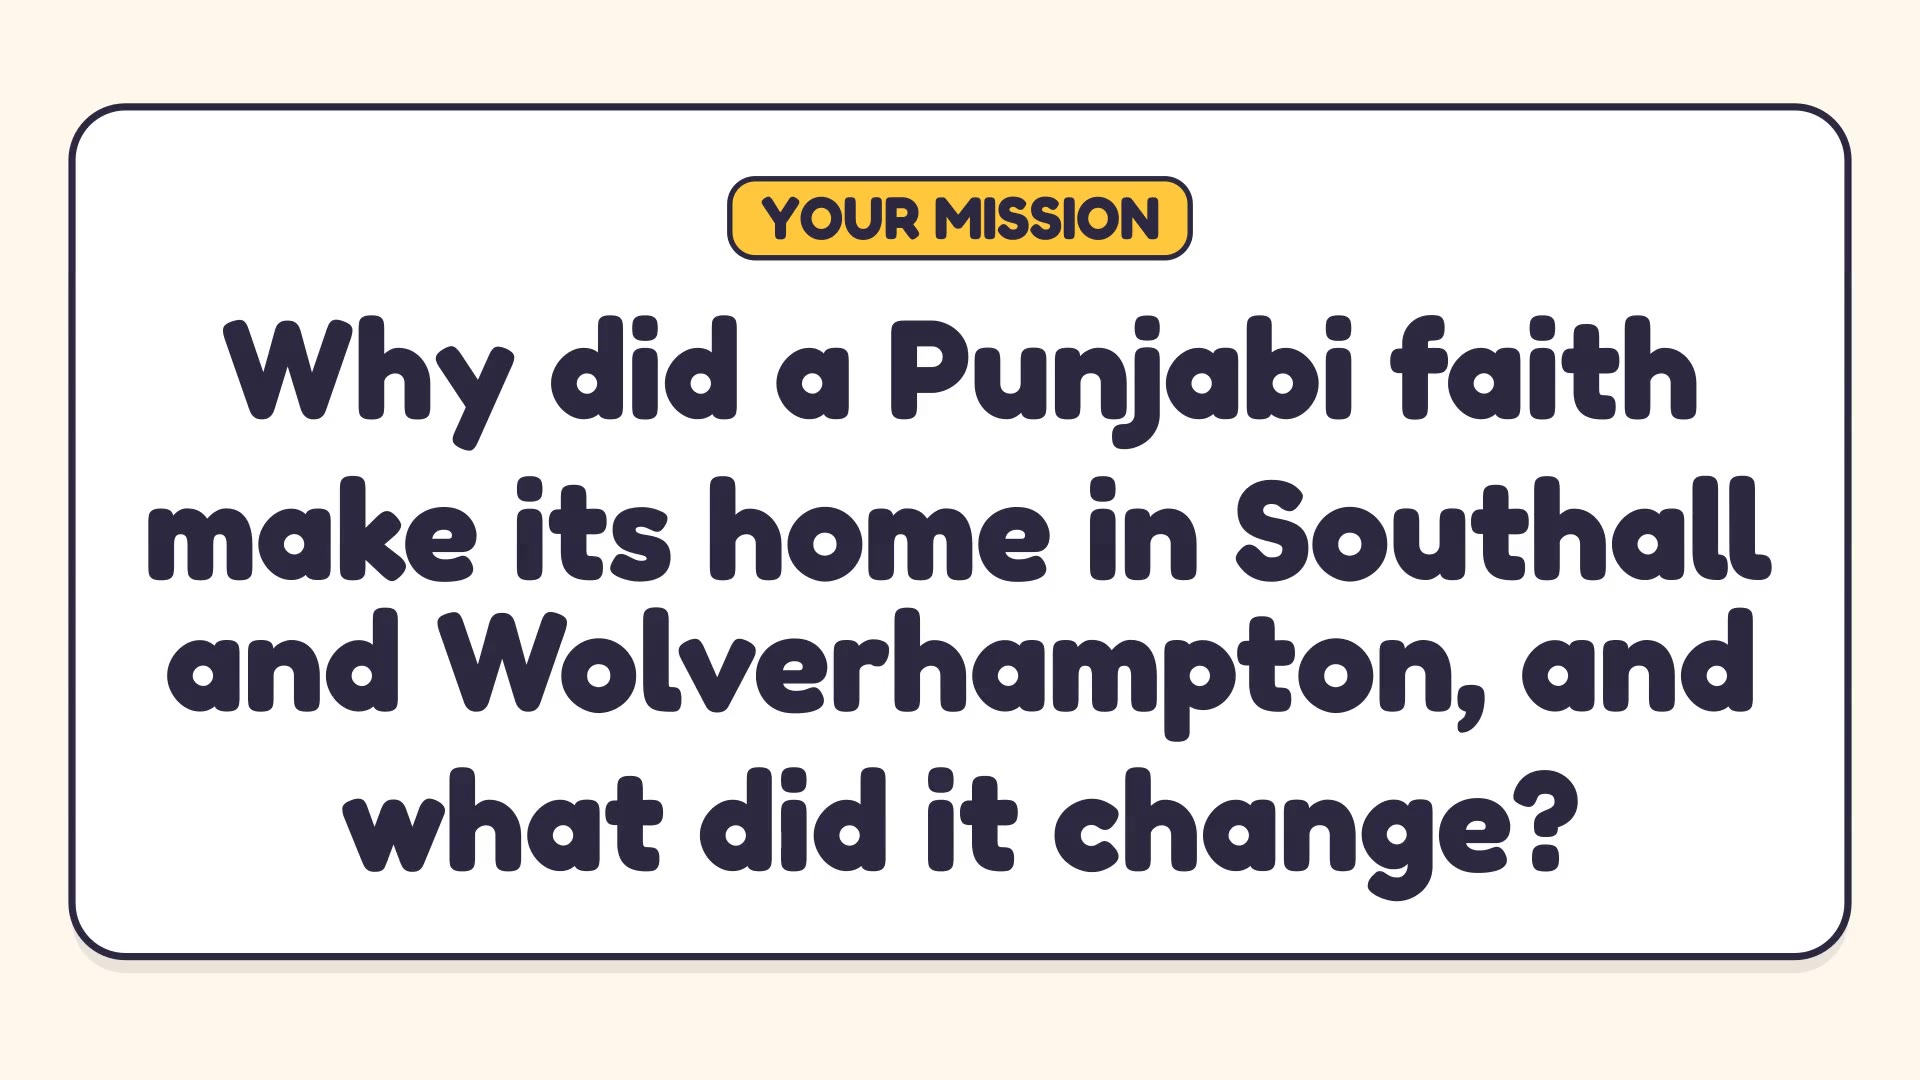 YOUR MISSION
Why did a Punjabi faith
make its home in Southall
and Wolverhampton, and
what did it change?